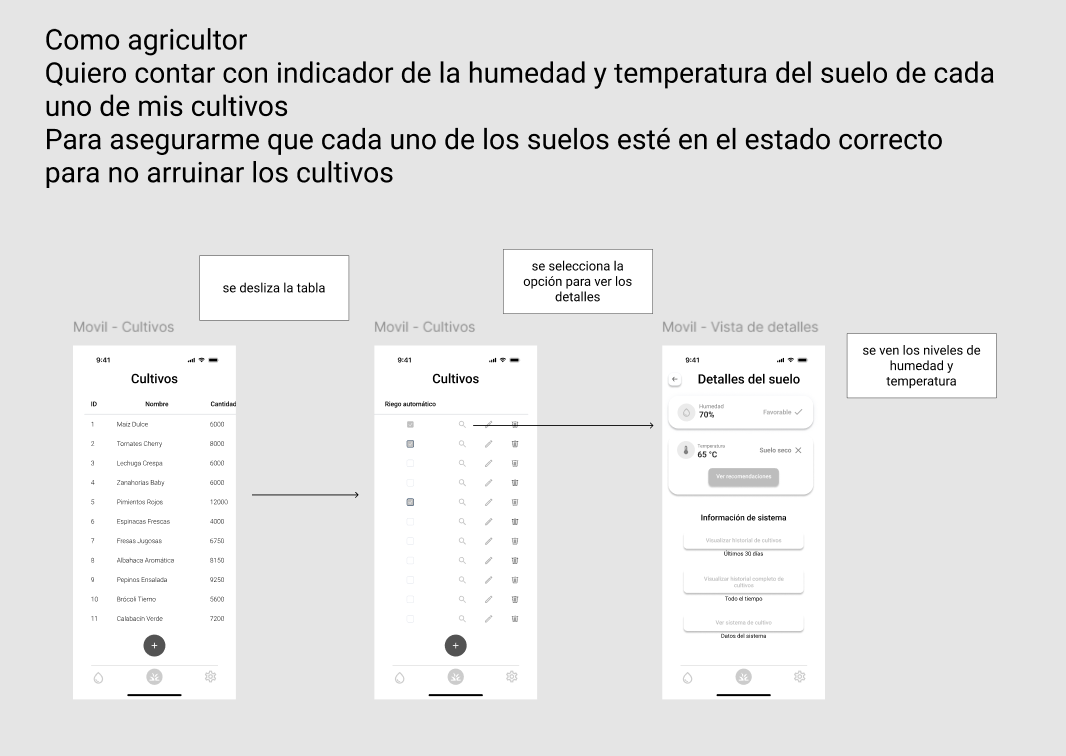 Como agricultor
Quiero contar con indicador de la humedad y temperatura del suelo de cada
uno de mis cultivos
Para asegurarme que cada uno de los suelos esté en el estado correcto
para no arruinar los cultivos
se desliza la tabla
se selecciona la
opción para ver los
detalles
se ven los niveles de
humedad y
temperatura
Movil - Cultivos
9:41
Cultivos
ID Nombre Cantidad
1 Maíz Dulce 6000
2 Tomates Cherry 8000
3 Lechuga Crespa 6000
4 Zanahorias Baby 6000
5 Pimientos Rojos 12000
6 Espinacas Frescas 4000
7 Fresas Jugosas 6750
8 Albahaca Aromática 8150
9 Pepinos Ensalada 9250
10 Brócoli Tierno 5600
11 Calabacín Verde 7200
+
Movil - Cultivos
9:41
Cultivos
Riego automático
+
Movil - Vista de detalles
9:41
Detalles del suelo
Humedad
70%
Favorable
Temperatura
65 °C
Suelo seco
Ver recomendaciones
Información de sistema
Visualizar historial de cultivos
Últimos 30 días
Visualizar historial completo de
cultivos
Todo el tiempo
Ver sistema de cultivo
Datos del sistema